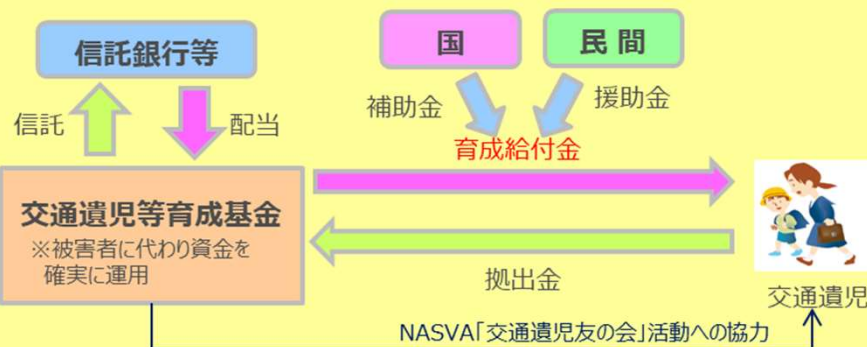 信託銀行等
国
民間
信託
配当
補助金
援助金
育成給付金
交通遺児等育成基金
※被害者に代わり資金を
確実に運用
拠出金
交通遺児
NASVA「交通遺児友の会」活動への協力